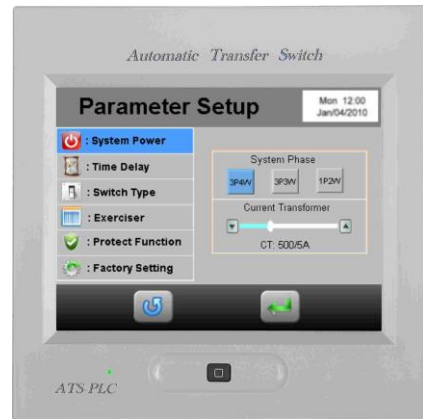 Automatic Transfer Switch
Parameter Setup
Mon 12:00
Jan/04/2010
: System Power
: Time Delay
: Switch Type
: Exerciser
: Protect Function
: Factory Setting
System Phase
3P4W 3P3W 1P2W
Current Transformer
CT: 500/5A
ATS PLC